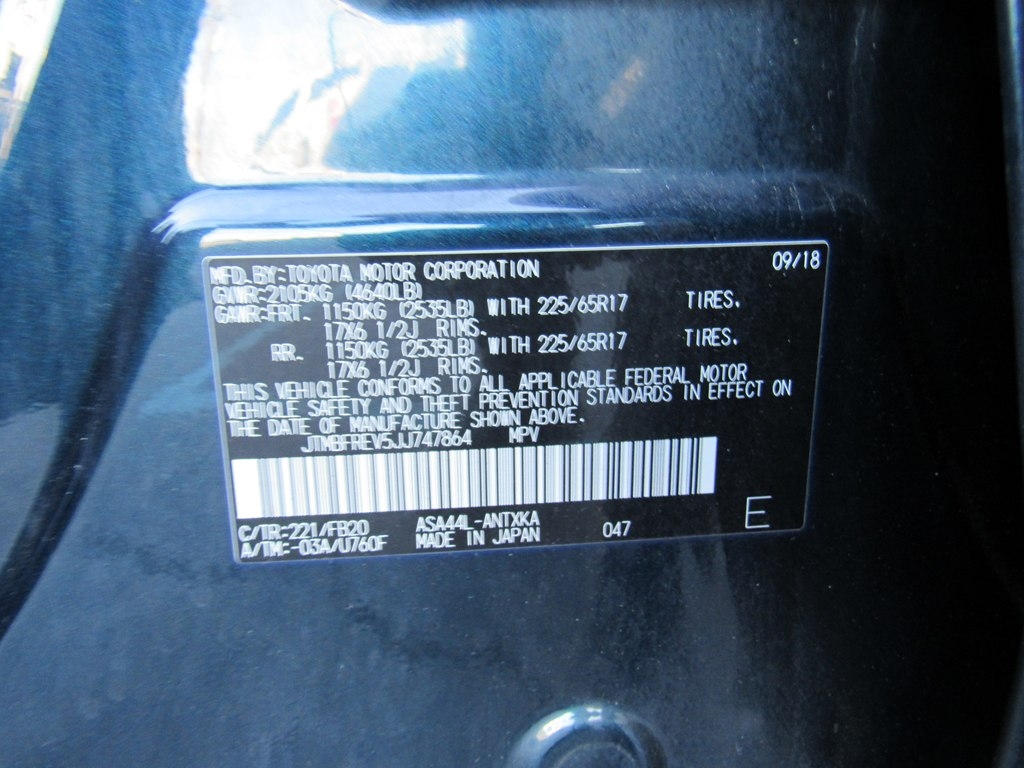 MFD. BY:TOYOTA MOTOR CORPORATION 09/18
GVWR:2105KG (4640LB)
GAWR:FRT. 1150KG (2535LB) WITH 225/65R17 TIRES.
17X6 1/2J RIMS.
RR. 1150KG (2535LB) WITH 225/65R17 TIRES.
17X6 1/2J RIMS.
THIS VEHICLE CONFORMS TO ALL APPLICABLE FEDERAL MOTOR
VEHICLE SAFETY AND THEFT PREVENTION STANDARDS IN EFFECT ON
THE DATE OF MANUFACTURE SHOWN ABOVE.
JTMBFREV5JJ747864 MPV
C/TR:221/FB20 ASA44L-ANTXKA 047 E
A/TM:-03A/U760F MADE IN JAPAN